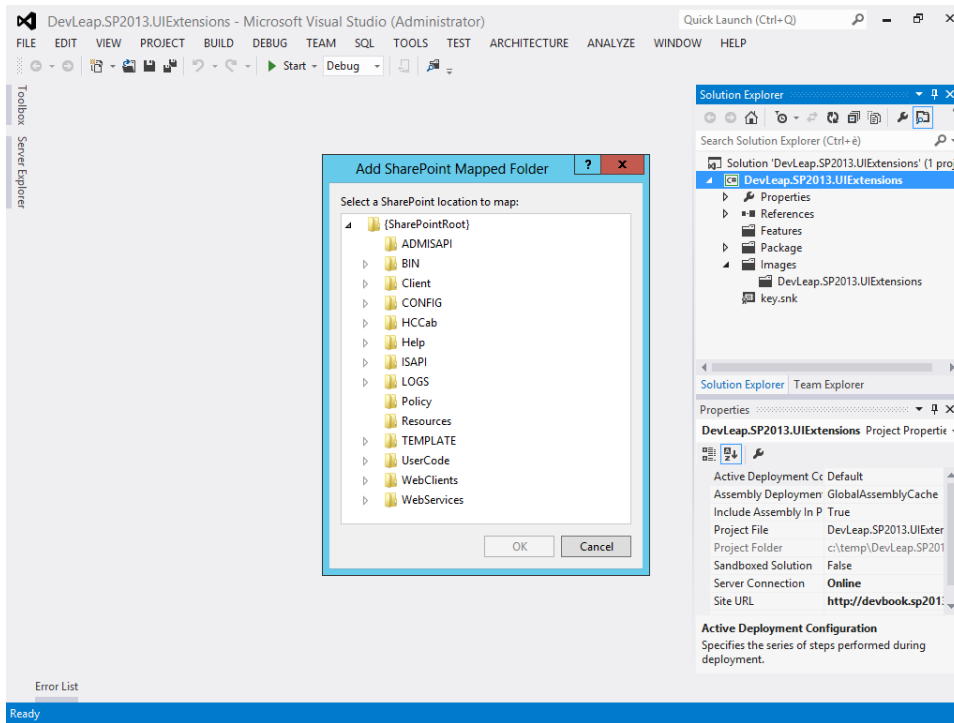 DevLeap.SP2013.UIExtensions - Microsoft Visual Studio (Administrator)
Quick Launch (Ctrl+Q)
FILE EDIT VIEW PROJECT BUILD DEBUG TEAM SQL TOOLS TEST ARCHITECTURE ANALYZE WINDOW HELP
Start Debug
Toolbox
Server Explorer
Add SharePoint Mapped Folder ? x
Select a SharePoint location to map:
{SharePointRoot}
ADMISAPI
BIN
Client
CONFIG
HCCab
Help
ISAPI
LOGS
Policy
Resources
TEMPLATE
UserCode
WebClients
WebServices
OK Cancel
Solution Explorer
Search Solution Explorer (Ctrl+è)
Solution 'DevLeap.SP2013.UIExtensions' (1 proj
DevLeap.SP2013.UIExtensions
Properties
References
Features
Package
Images
DevLeap.SP2013.UIExtensions
key.snk
Solution Explorer Team Explorer
Properties
DevLeap.SP2013.UIExtensions Project Propertie
Active Deployment Cc Default
Assembly Deploymen GlobalAssemblyCache
Include Assembly In P True
Project File DevLeap.SP2013.UIExter
Project Folder c:\temp\DevLeap.SP201
Sandboxed Solution False
Server Connection Online
Site URL http://devbook.sp2013
Active Deployment Configuration
Specifies the series of steps performed during
deployment.
Error List
Ready